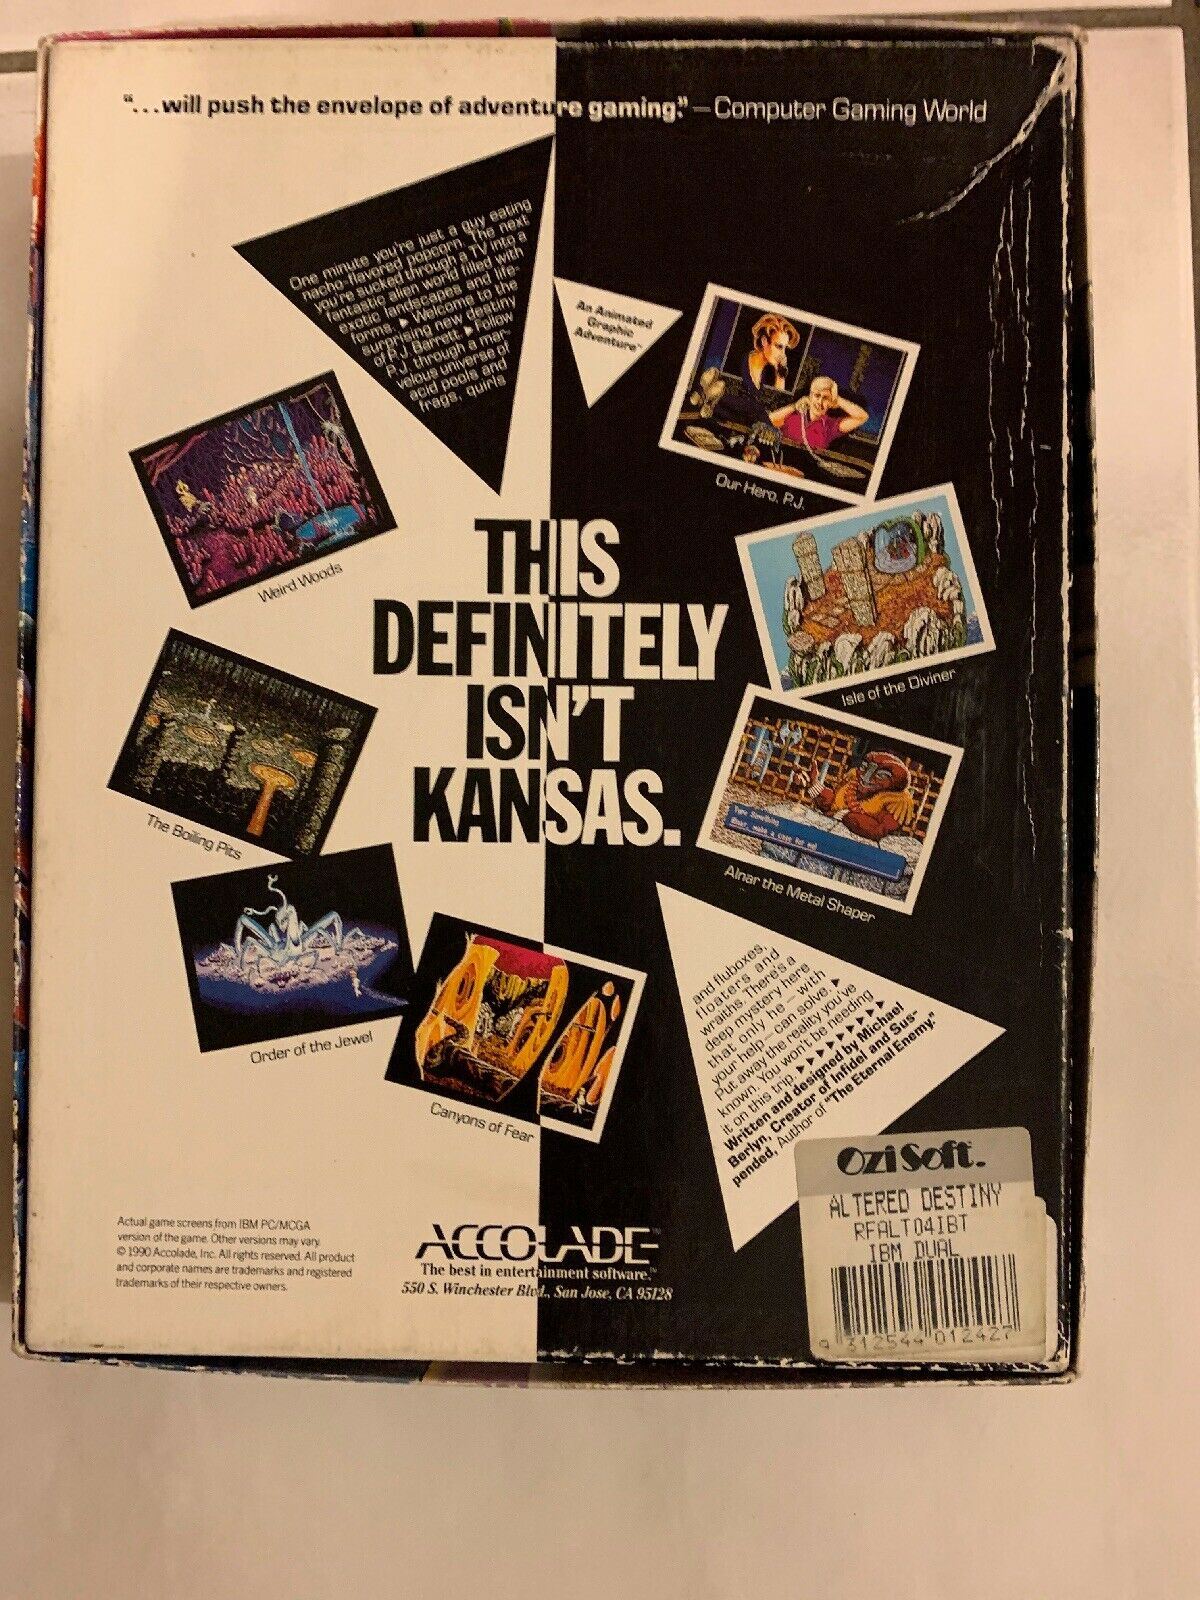 "...will push the envelope of adventure gaming."—Computer Gaming World
One minute you're just a guy eating
nacho-flavored popcorn. The next
you're sucked through a TV into a
fantastic alien world filled with
exotic landscapes and life-
forms. ▶ Welcome to the
surprising new destiny
of P.J. Barrett. ▶ Follow
P.J. through a mar-
velous universe of
acid pools and
frags, quirls
An Animated
Graphic
Adventure™
Our Hero, P.J.
Weird Woods
THIS
DEFINITELY
ISN'T
KANSAS.
Isle of the Diviner
The Boiling Pits
Type Something
Alnar the Metal Shaper
Order of the Jewel
Canyons of Fear
and fluboxes,
floaters and
wraiths. There's a
deep mystery here
that only he — with
your help — can solve. ▶
Put away the reality you've
known. You won't be needing
it on this trip. ▶ ▶ ▶ ▶ ▶ ▶ ▶ ▶
Written and designed by Michael
Berlyn, Creator of Infidel and Sus-
pended, Author of "The Eternal Enemy."
Actual game screens from IBM PC/MCGA
version of the game. Other versions may vary.
© 1990 Accolade, Inc. All rights reserved. All product
and corporate names are trademarks and registered
trademarks of their respective owners.
ACCOLADE™
The best in entertainment software.™
550 S. Winchester Blvd., San Jose, CA 95128
OziSoft.
ALTERED DESTINY
RFALT04IBT
IBM DUAL
9 312544 012427